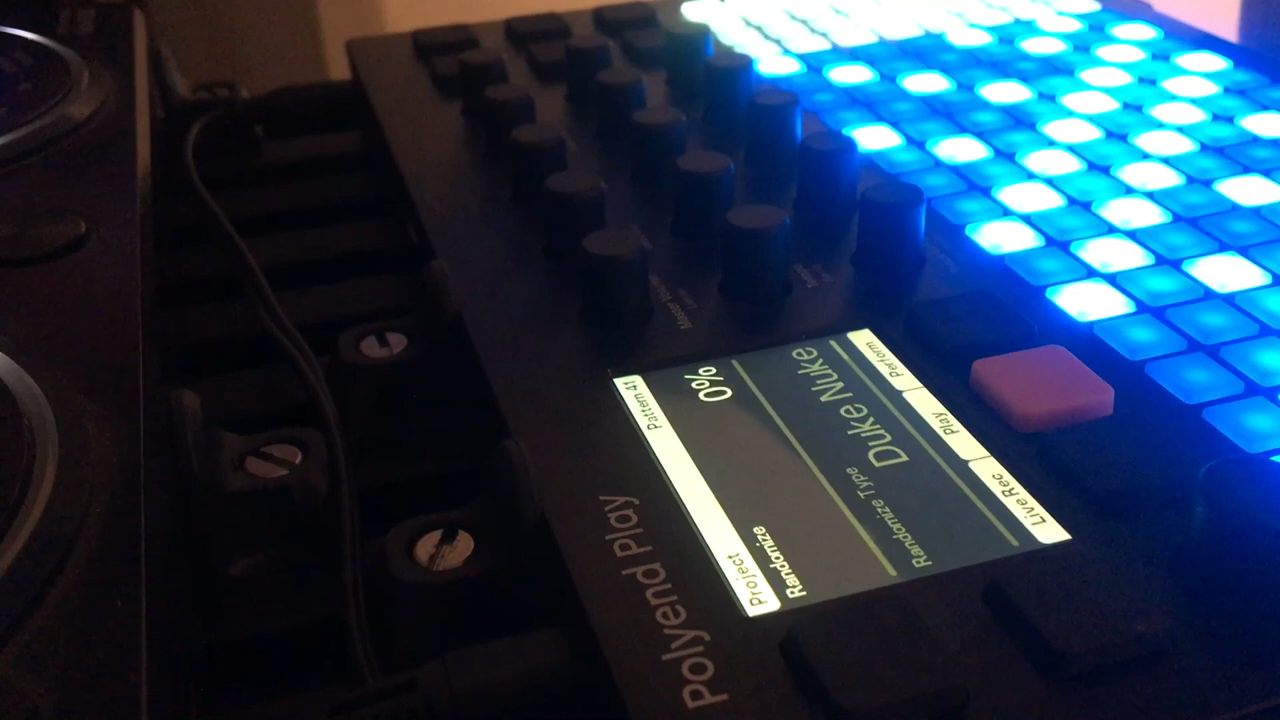 Polyend Play
Project
Pattern 41
Randomize
0%
Randomize Type
Duke Nuke
Live Rec
Play
Perform